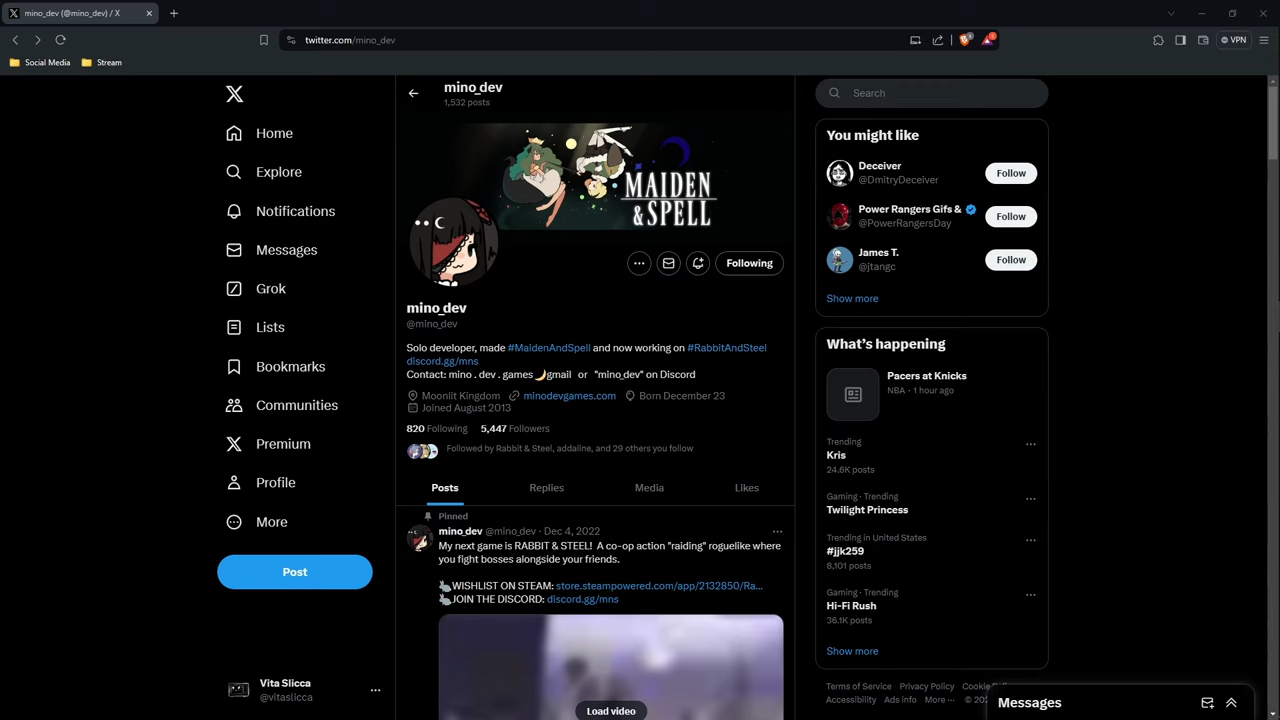 mino_dev (@mino_dev) / X
twitter.com/mino_dev
VPN
Social Media
Stream
Home
Explore
Notifications
Messages
Grok
Lists
Bookmarks
Communities
Premium
Profile
More
Post
Vita Slicca
@vitaslicca
mino_dev
1,532 posts
MAIDEN
& SPELL
Following
mino_dev
@mino_dev
Solo developer, made #MaidenAndSpell and now working on #RabbitAndSteel
discord.gg/mns
Contact: mino . dev . games 🌙gmail or "mino_dev" on Discord
Moonlit Kingdom minodevgames.com Born December 23
Joined August 2013
820 Following 5,447 Followers
Followed by Rabbit & Steel, addaline, and 29 others you follow
Posts Replies Media Likes
Pinned
mino_dev @mino_dev · Dec 4, 2022
My next game is RABBIT & STEEL! A co-op action "raiding" roguelike where
you fight bosses alongside your friends.
🐇WISHLIST ON STEAM: store.steampowered.com/app/2132850/Ra...
🐇JOIN THE DISCORD: discord.gg/mns
Load video
Search
You might like
Deceiver
@DmitryDeceiver
Follow
Power Rangers Gifs &
@PowerRangersDay
Follow
James T.
@jtangc
Follow
Show more
What's happening
Pacers at Knicks
NBA · 1 hour ago
Trending
Kris
24.6K posts
Gaming · Trending
Twilight Princess
Trending in United States
#jjk259
8,101 posts
Gaming · Trending
Hi-Fi Rush
36.1K posts
Show more
Terms of Service Privacy Policy Cookie
Accessibility Ads info More ···
Messages